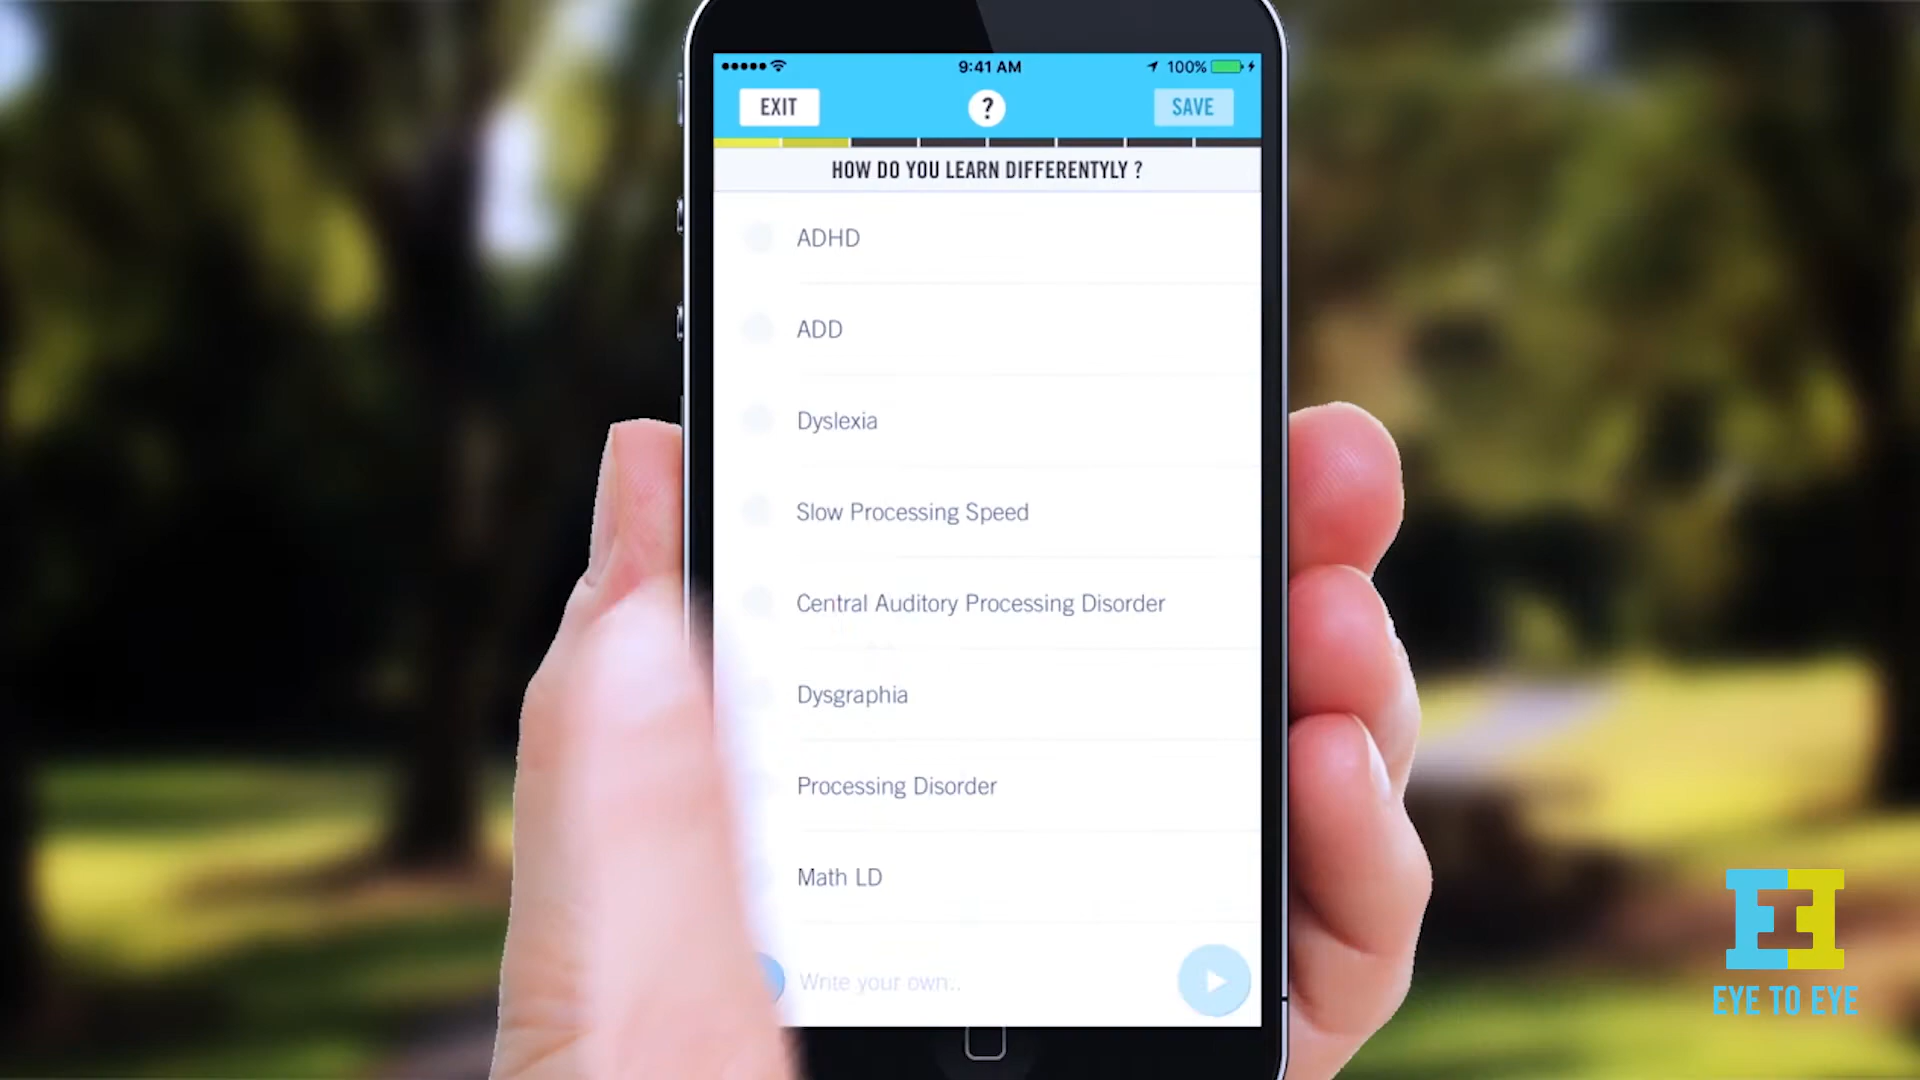 9:41 AM 100%
EXIT ? SAVE
HOW DO YOU LEARN DIFFERENTYLY ?
ADHD
ADD
Dyslexia
Slow Processing Speed
Central Auditory Processing Disorder
Dysgraphia
Processing Disorder
Math LD
Write your own..
EYE TO EYE